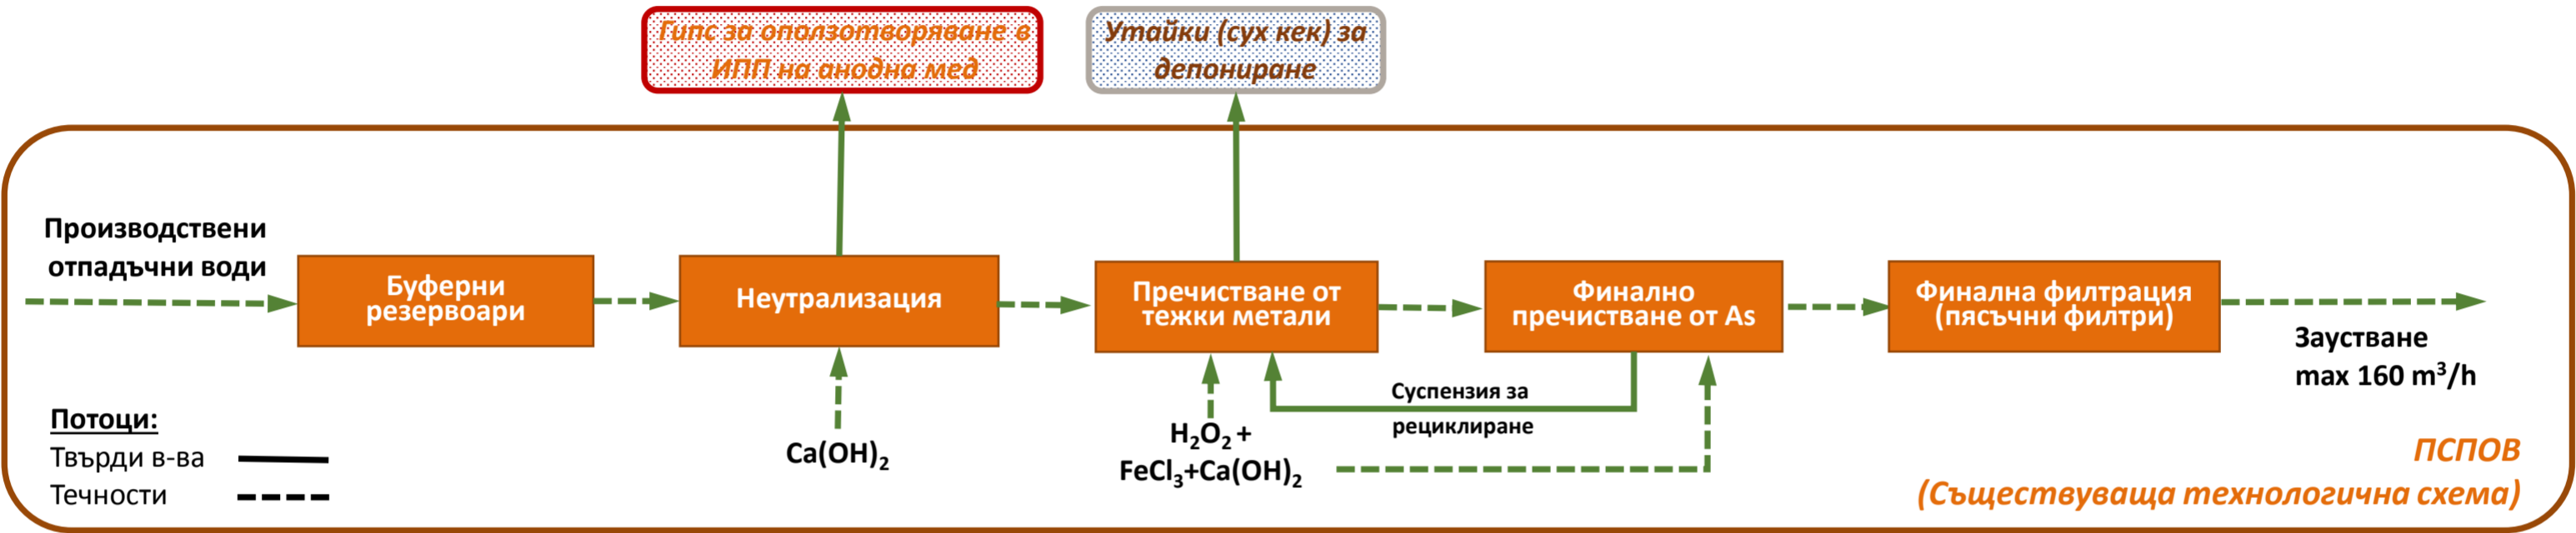 Гипс за оползотворяване в
ИПП на анодна мед
Утайки (сух кек) за
депониране
Производствени
отпадъчни води
Буферни
резервоари
Неутрализация
Пречистване от
тежки метали
Финално
пречистване от As
Финална филтрация
(пясъчни филтри)
Заустване
max 160 m³/h
Суспензия за
рециклиране
Ca(OH)₂
H₂O₂ +
FeCl₃+Ca(OH)₂
Потоци:
Твърди в-ва
Течности
ПСПОВ
(Съществуваща технологична схема)